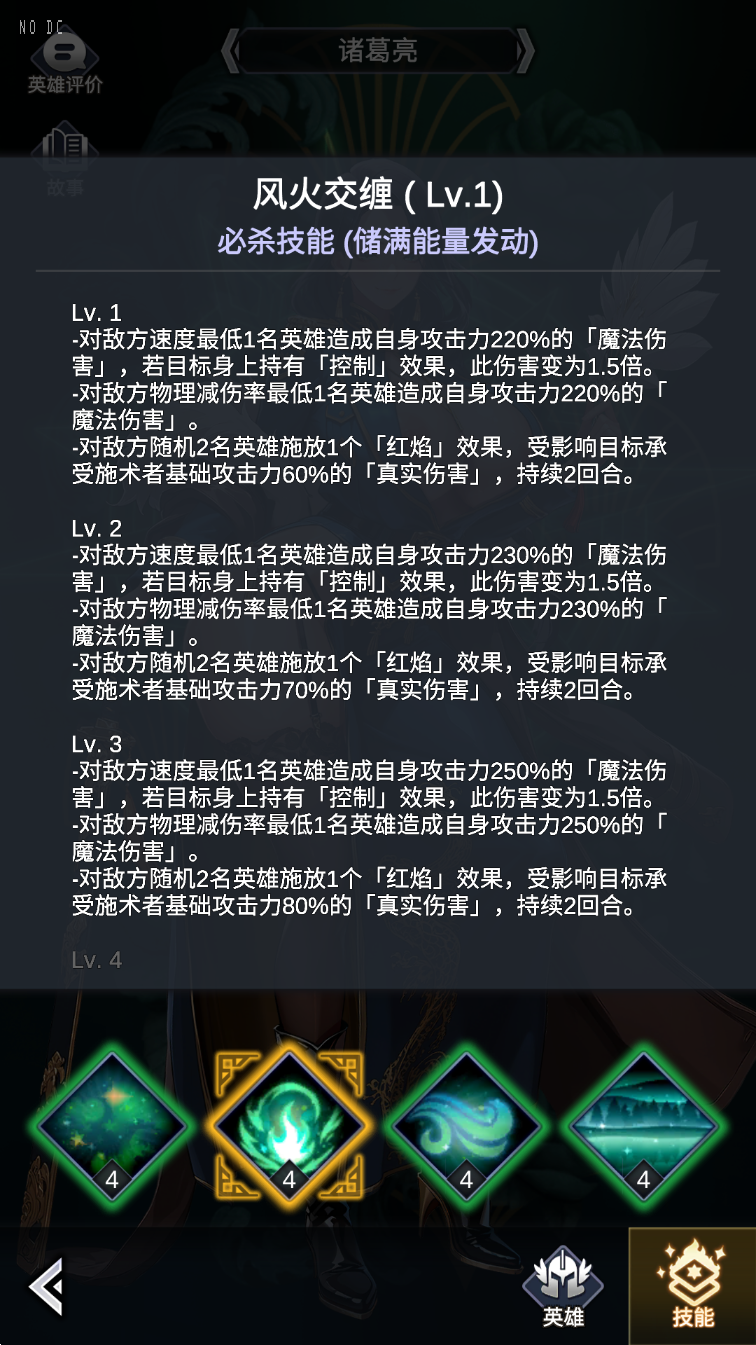 NO DC
诸葛亮
英雄评价
故事
风火交缠 ( Lv.1)
必杀技能 (储满能量发动)
Lv. 1
-对敌方速度最低1名英雄造成自身攻击力220%的「魔法伤
害」，若目标身上持有「控制」效果，此伤害变为1.5倍。
-对敌方物理减伤率最低1名英雄造成自身攻击力220%的「
魔法伤害」。
-对敌方随机2名英雄施放1个「红焰」效果，受影响目标承
受施术者基础攻击力60%的「真实伤害」，持续2回合。
Lv. 2
-对敌方速度最低1名英雄造成自身攻击力230%的「魔法伤
害」，若目标身上持有「控制」效果，此伤害变为1.5倍。
-对敌方物理减伤率最低1名英雄造成自身攻击力230%的「
魔法伤害」。
-对敌方随机2名英雄施放1个「红焰」效果，受影响目标承
受施术者基础攻击力70%的「真实伤害」，持续2回合。
Lv. 3
-对敌方速度最低1名英雄造成自身攻击力250%的「魔法伤
害」，若目标身上持有「控制」效果，此伤害变为1.5倍。
-对敌方物理减伤率最低1名英雄造成自身攻击力250%的「
魔法伤害」。
-对敌方随机2名英雄施放1个「红焰」效果，受影响目标承
受施术者基础攻击力80%的「真实伤害」，持续2回合。
Lv. 4
4
4
4
4
英雄
技能